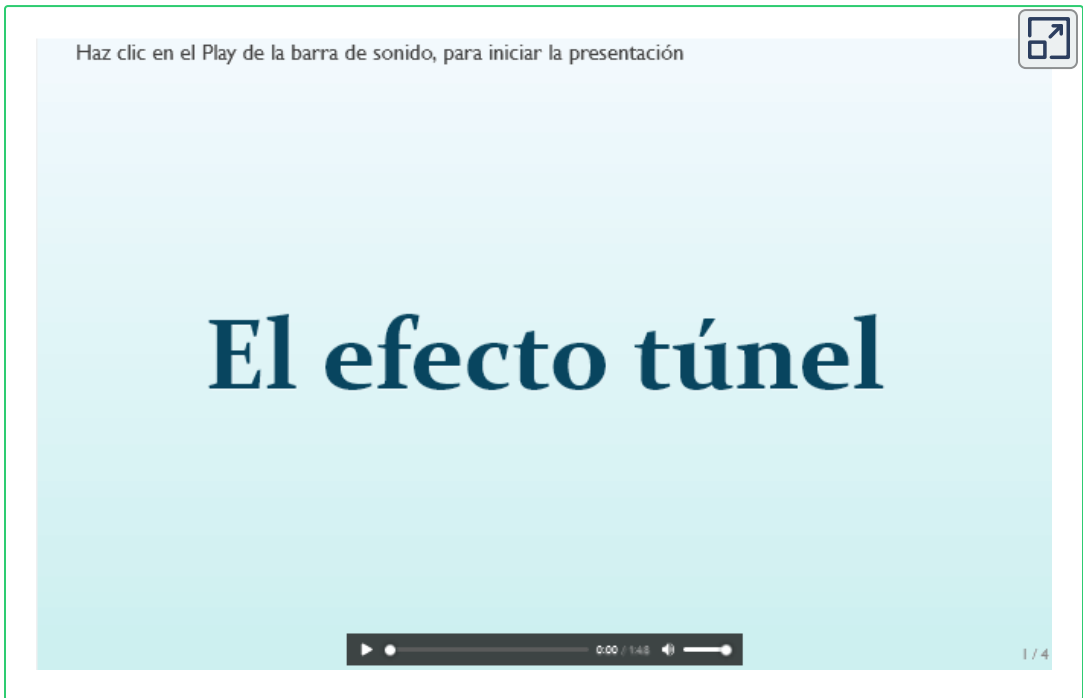 Haz clic en el Play de la barra de sonido, para iniciar la presentación
El efecto túnel
0:00 / 1:48
1 / 4